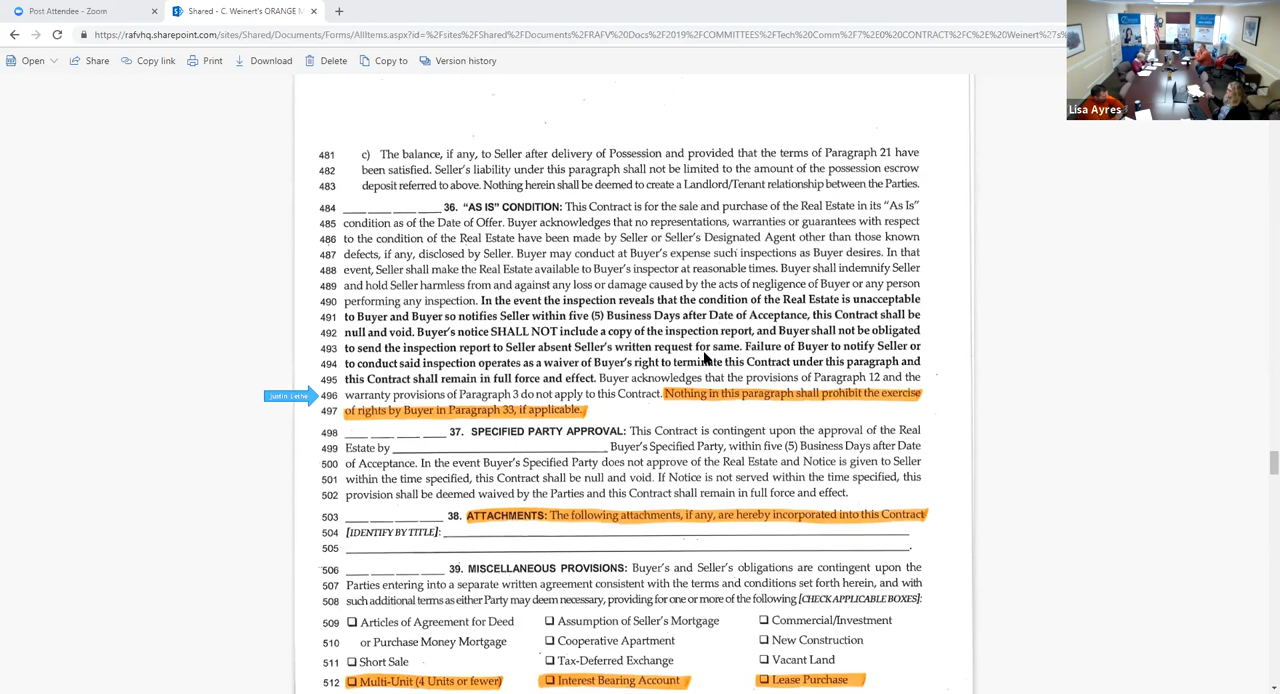 Post Attendee - Zoom
Shared - C. Weinert's ORANGE M
https://rafvhq.sharepoint.com/sites/Shared/Documents/Forms/AllItems.aspx?id=
Open
Share
Copy link
Print
Download
Delete
Copy to
Version history
Lisa Ayres
481 c) The balance, if any, to Seller after delivery of Possession and provided that the terms of Paragraph 21 have
482 been satisfied. Seller's liability under this paragraph shall not be limited to the amount of the possession escrow
483 deposit referred to above. Nothing herein shall be deemed to create a Landlord/Tenant relationship between the Parties.
484 ____ ____ ____ ____ 36. "AS IS" CONDITION: This Contract is for the sale and purchase of the Real Estate in its "As Is"
485 condition as of the Date of Offer. Buyer acknowledges that no representations, warranties or guarantees with respect
486 to the condition of the Real Estate have been made by Seller or Seller's Designated Agent other than those known
487 defects, if any, disclosed by Seller. Buyer may conduct at Buyer's expense such inspections as Buyer desires. In that
488 event, Seller shall make the Real Estate available to Buyer's inspector at reasonable times. Buyer shall indemnify Seller
489 and hold Seller harmless from and against any loss or damage caused by the acts of negligence of Buyer or any person
490 performing any inspection. In the event the inspection reveals that the condition of the Real Estate is unacceptable
491 to Buyer and Buyer so notifies Seller within five (5) Business Days after Date of Acceptance, this Contract shall be
492 null and void. Buyer's notice SHALL NOT include a copy of the inspection report, and Buyer shall not be obligated
493 to send the inspection report to Seller absent Seller's written request for same. Failure of Buyer to notify Seller or
494 to conduct said inspection operates as a waiver of Buyer's right to terminate this Contract under this paragraph and
495 this Contract shall remain in full force and effect. Buyer acknowledges that the provisions of Paragraph 12 and the
496 warranty provisions of Paragraph 3 do not apply to this Contract. Nothing in this paragraph shall prohibit the exercise
497 of rights by Buyer in Paragraph 33, if applicable.
498 ____ ____ ____ ____ 37. SPECIFIED PARTY APPROVAL: This Contract is contingent upon the approval of the Real
499 Estate by ____ Buyer's Specified Party, within five (5) Business Days after Date
500 of Acceptance. In the event Buyer's Specified Party does not approve of the Real Estate and Notice is given to Seller
501 within the time specified, this Contract shall be null and void. If Notice is not served within the time specified, this
502 provision shall be deemed waived by the Parties and this Contract shall remain in full force and effect.
503 ____ ____ ____ ____ 38. ATTACHMENTS: The following attachments, if any, are hereby incorporated into this Contract
504 [IDENTIFY BY TITLE]: ____
505 ____.
506 ____ ____ ____ ____ 39. MISCELLANEOUS PROVISIONS: Buyer's and Seller's obligations are contingent upon the
507 Parties entering into a separate written agreement consistent with the terms and conditions set forth herein, and with
508 such additional terms as either Party may deem necessary, providing for one or more of the following [CHECK APPLICABLE BOXES]:
509 ☐ Articles of Agreement for Deed ☐ Assumption of Seller's Mortgage ☐ Commercial/Investment
510 or Purchase Money Mortgage ☐ Cooperative Apartment ☐ New Construction
511 ☐ Short Sale ☐ Tax-Deferred Exchange ☐ Vacant Land
512 ☐ Multi-Unit (4 Units or fewer) ☐ Interest Bearing Account ☐ Lease Purchase